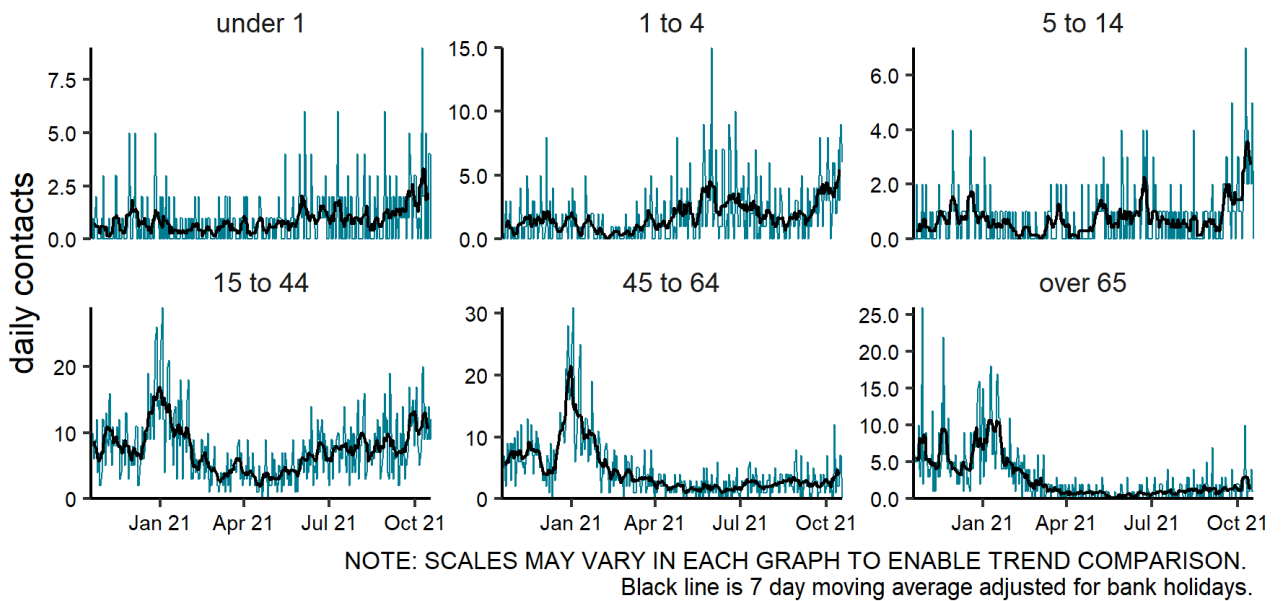 under 1
1 to 4
5 to 14
7.5
5.0
2.5
0.0
15.0
10.0
5.0
0.0
6.0
4.0
2.0
0.0
daily contacts
15 to 44
45 to 64
over 65
20
10
0
30
20
10
0
25.0
20.0
15.0
10.0
5.0
0.0
Jan 21 Apr 21 Jul 21 Oct 21
Jan 21 Apr 21 Jul 21 Oct 21
Jan 21 Apr 21 Jul 21 Oct 21
NOTE: SCALES MAY VARY IN EACH GRAPH TO ENABLE TREND COMPARISON.
Black line is 7 day moving average adjusted for bank holidays.